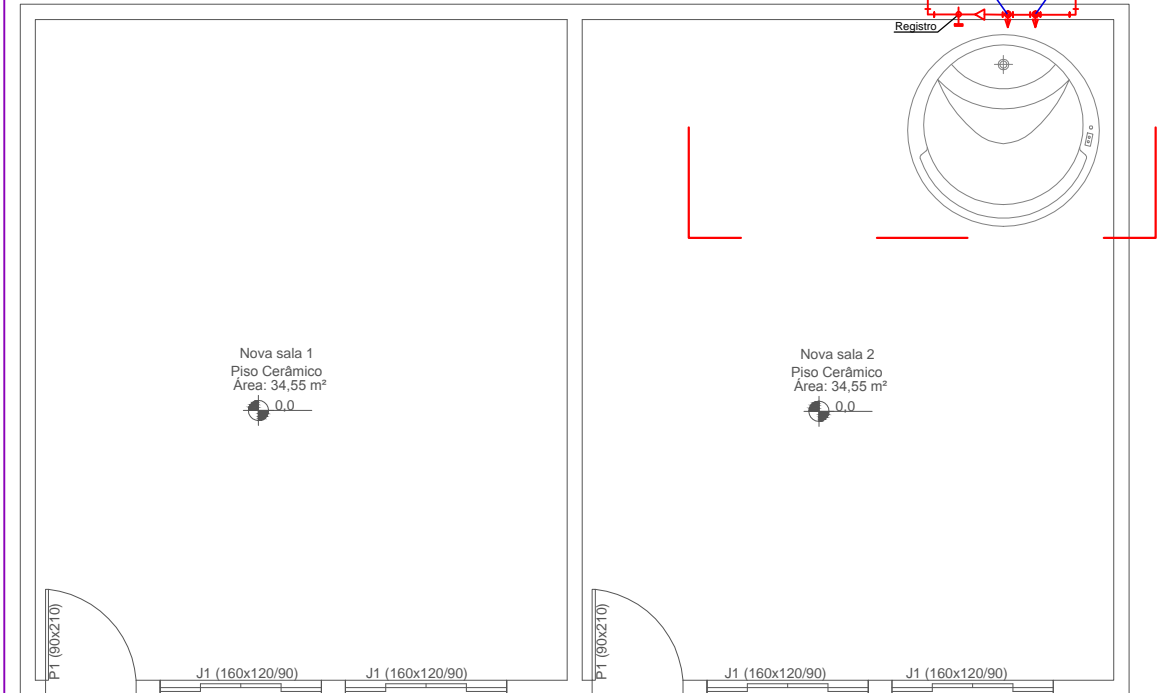 Registro
Nova sala 1
Piso Cerâmico
Área: 34,55 m²
0,0
Nova sala 2
Piso Cerâmico
Área: 34,55 m²
0,0
P1 (90x210)
J1 (160x120/90)
J1 (160x120/90)
P1 (90x210)
J1 (160x120/90)
J1 (160x120/90)